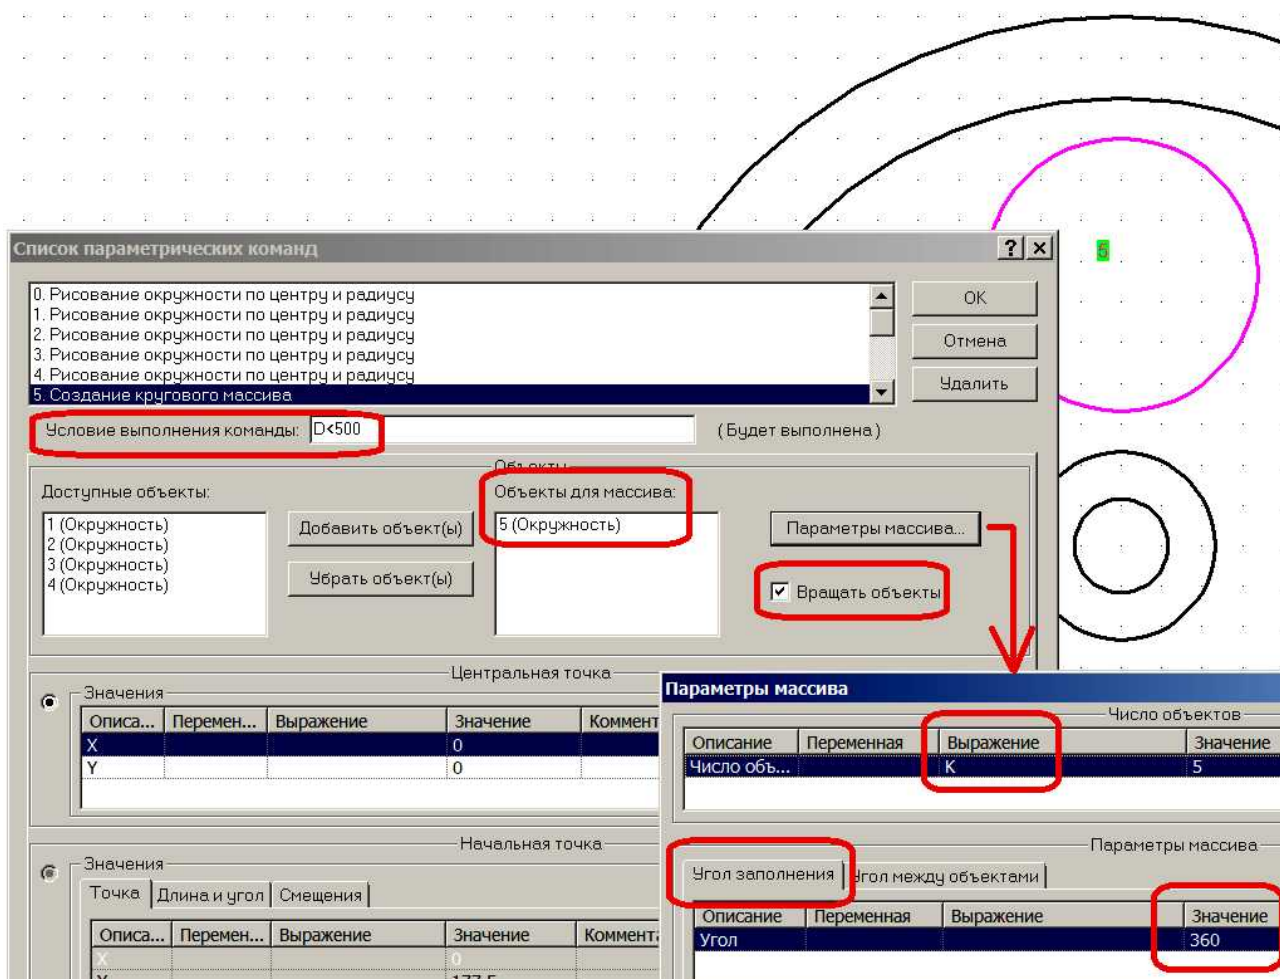 5
Список параметрических команд
0. Рисование окружности по центру и радиусу
1. Рисование окружности по центру и радиусу
2. Рисование окружности по центру и радиусу
3. Рисование окружности по центру и радиусу
4. Рисование окружности по центру и радиусу
5. Создание кругового массива
OK
Отмена
Удалить
Условие выполнения команды: D<500 (Будет выполнена)
Объекты
Доступные объекты:
1 (Окружность)
2 (Окружность)
3 (Окружность)
4 (Окружность)
Добавить объект(ы)
Убрать объект(ы)
Объекты для массива:
5 (Окружность)
Параметры массива...
Вращать объекты
Центральная точка
Значения
Описа... Перемен... Выражение Значение Коммент
X 0
Y 0
Начальная точка
Значения
Точка Длина и угол Смещения
Описа... Перемен... Выражение Значение Коммента
X 0
Y 177.5
Параметры массива
Число объектов
Описание Переменная Выражение Значение
Число объ... K 5
Параметры массива
Угол заполнения Угол между объектами
Описание Переменная Выражение Значение
Угол 360